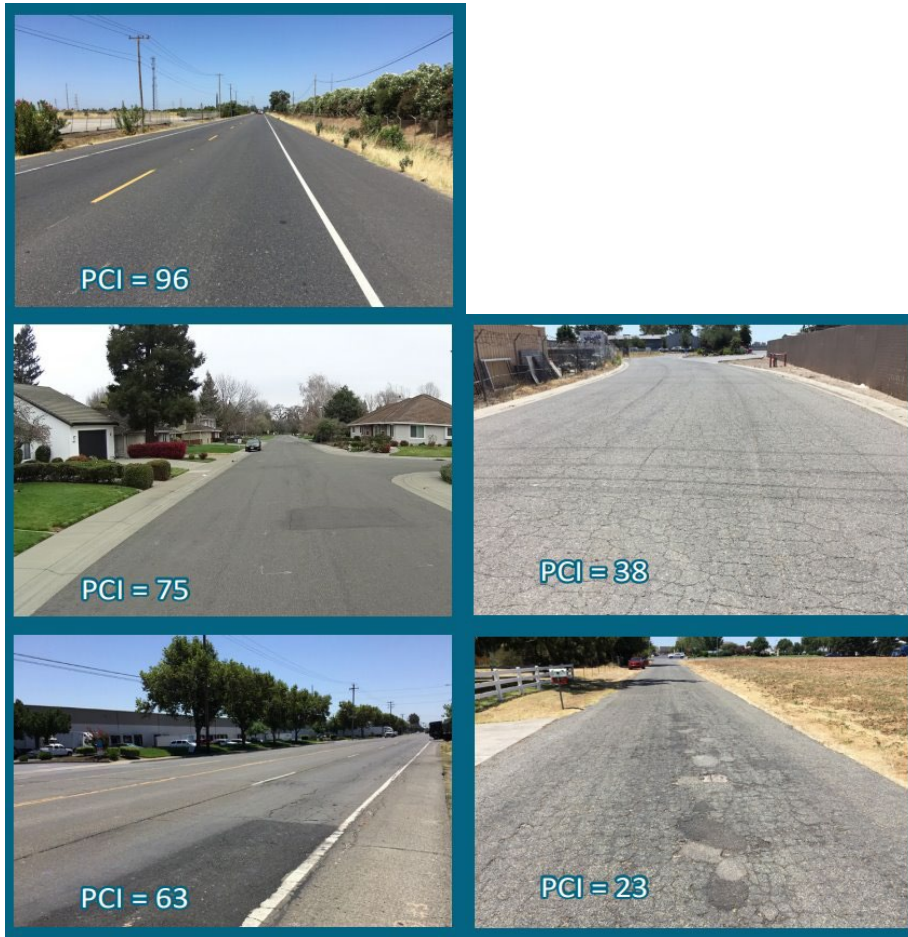 PCI = 96
PCI = 75
PCI = 38
PCI = 63
PCI = 23